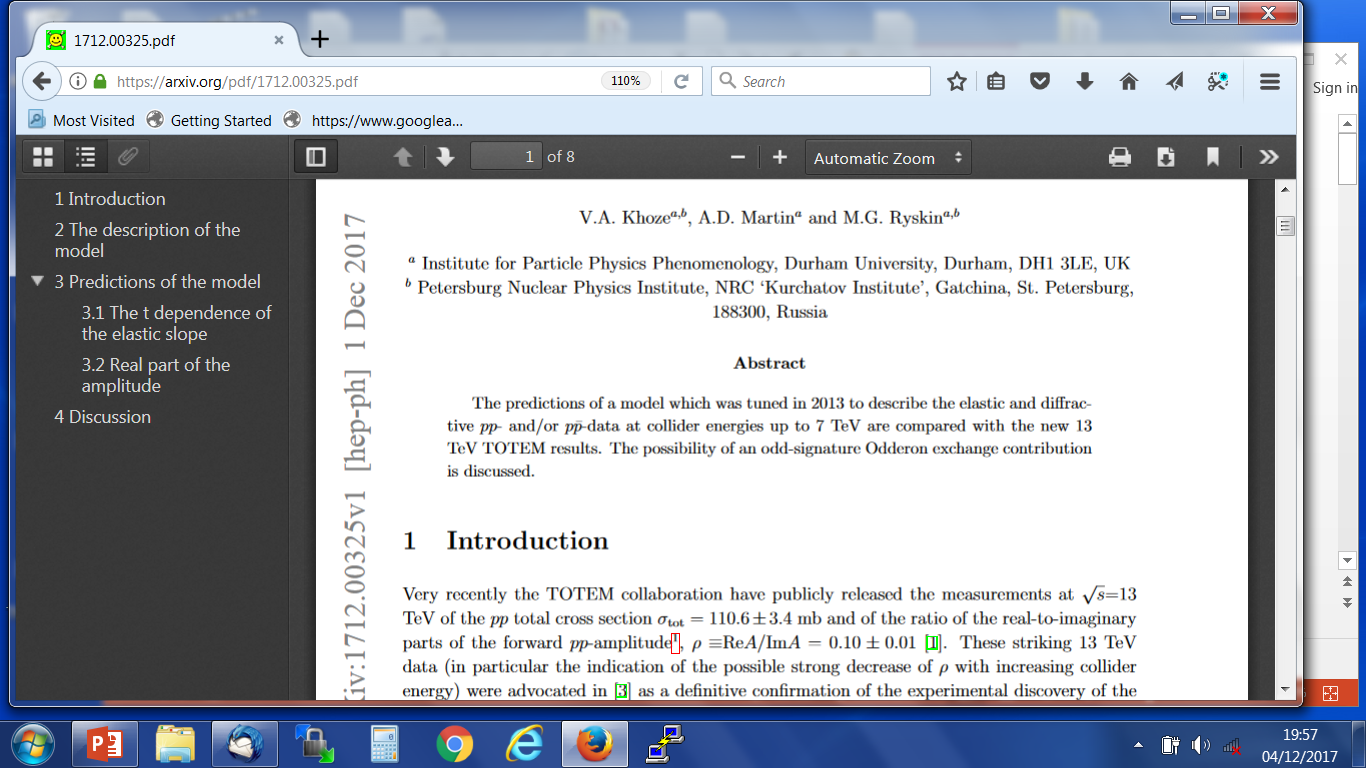 1712.00325.pdf
https://arxiv.org/pdf/1712.00325.pdf
110%
Search
Sign in
Most Visited
Getting Started
https://www.googlea...
1 of 8
Automatic Zoom
1 Introduction
2 The description of the
model
3 Predictions of the model
3.1 The t dependence of
the elastic slope
3.2 Real part of the
amplitude
4 Discussion
iv:1712.00325v1 [hep-ph] 1 Dec 2017
V.A. Khozeᵃ,ᵇ, A.D. Martinᵃ and M.G. Ryskinᵃ,ᵇ
ᵃ Institute for Particle Physics Phenomenology, Durham University, Durham, DH1 3LE, UK
ᵇ Petersburg Nuclear Physics Institute, NRC ‘Kurchatov Institute’, Gatchina, St. Petersburg,
188300, Russia
Abstract
The predictions of a model which was tuned in 2013 to describe the elastic and diffrac-
tive pp- and/or pp̄-data at collider energies up to 7 TeV are compared with the new 13
TeV TOTEM results. The possibility of an odd-signature Odderon exchange contribution
is discussed.
1 Introduction
Very recently the TOTEM collaboration have publicly released the measurements at √s=13
TeV of the pp total cross section σtot = 110.6±3.4 mb and of the ratio of the real-to-imaginary
parts of the forward pp-amplitude¹, ρ ≡ReA/ImA = 0.10 ± 0.01 [1]. These striking 13 TeV
data (in particular the indication of the possible strong decrease of ρ with increasing collider
energy) were advocated in [3] as a definitive confirmation of the experimental discovery of the
19:57
04/12/2017